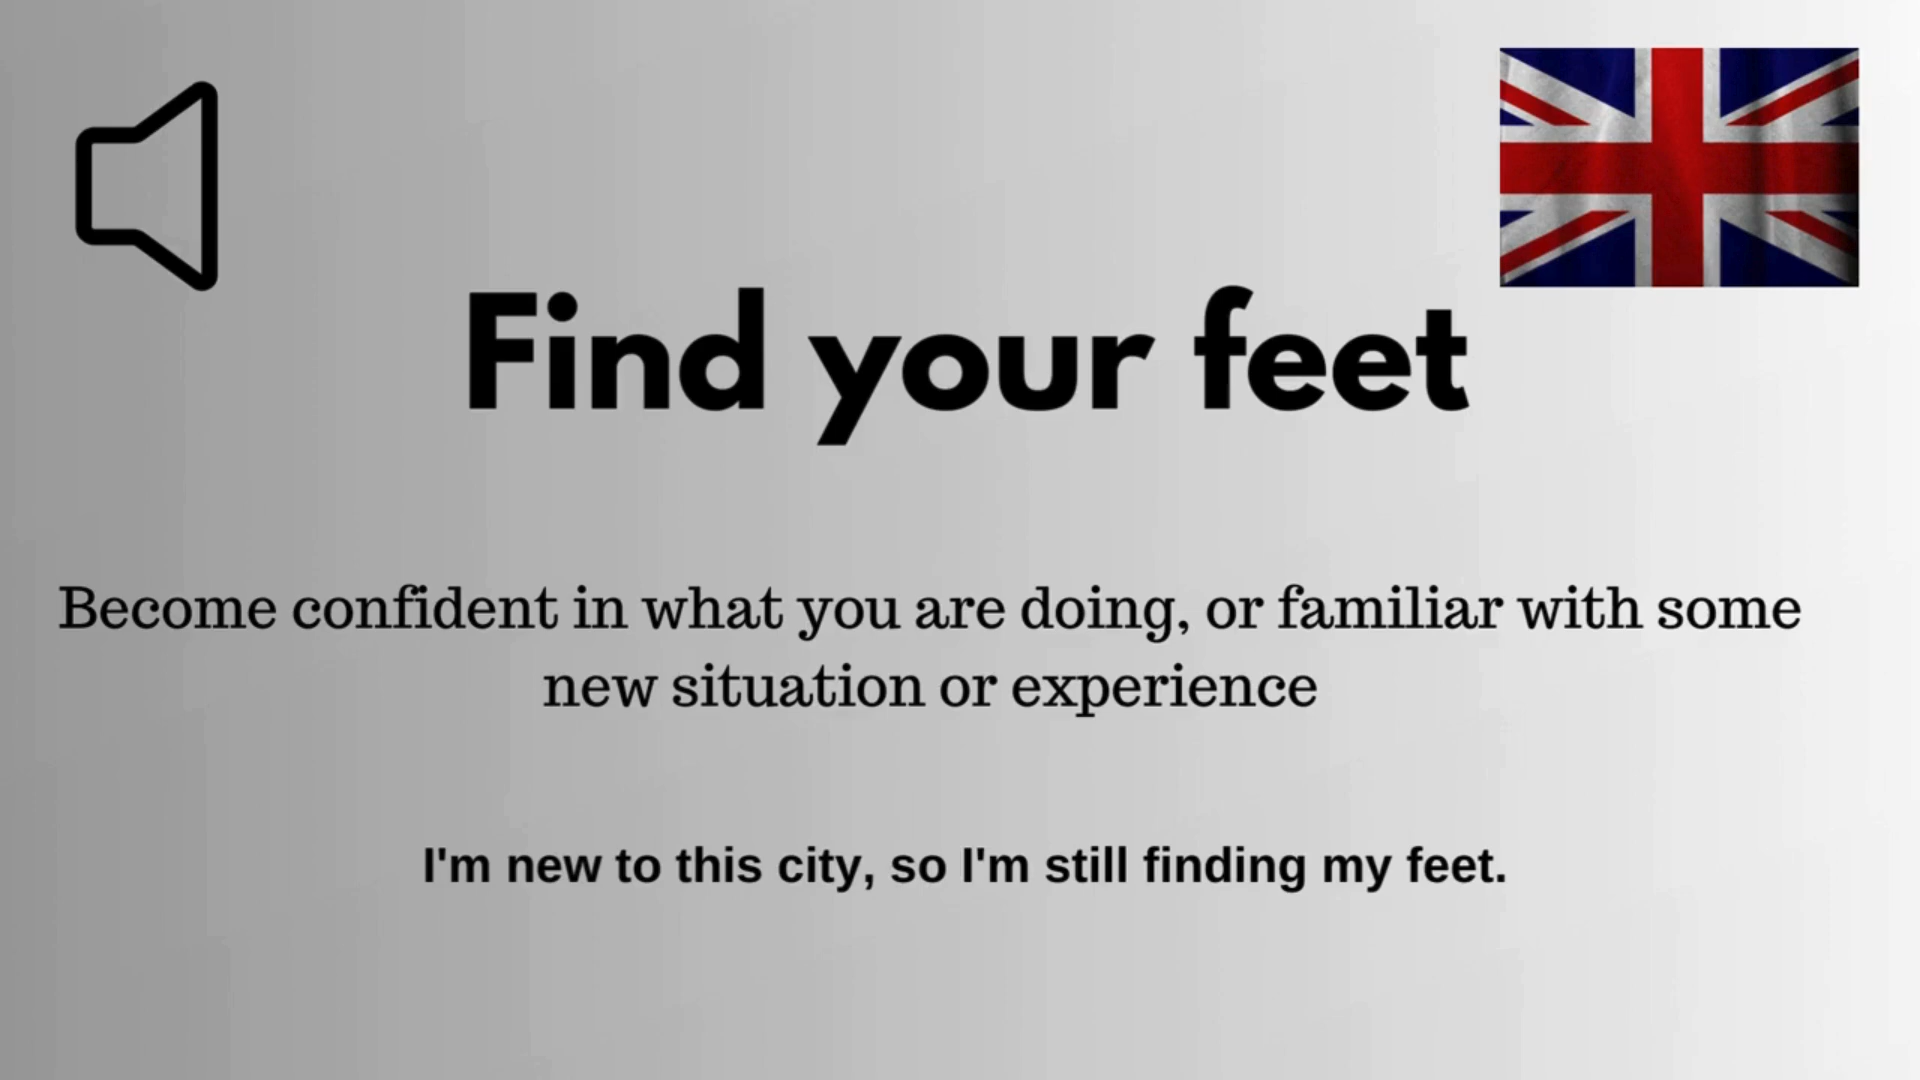 Find your feet
Become confident in what you are doing, or familiar with some
new situation or experience
I'm new to this city, so I'm still finding my feet.